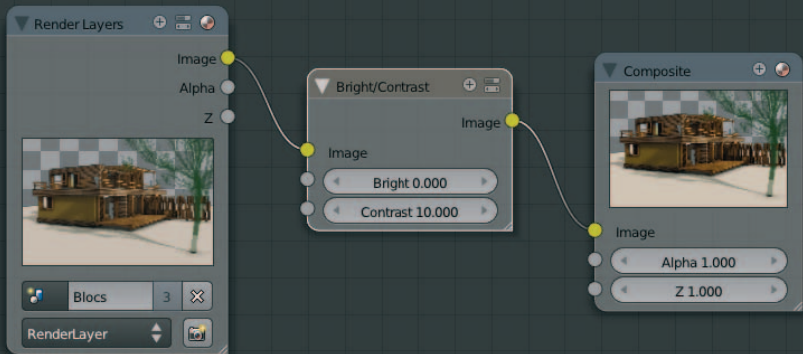 Render Layers
Image
Alpha
Z
Blocs 3
RenderLayer
Bright/Contrast
Image
Image
Bright 0.000
Contrast 10.000
Composite
Image
Alpha 1.000
Z 1.000